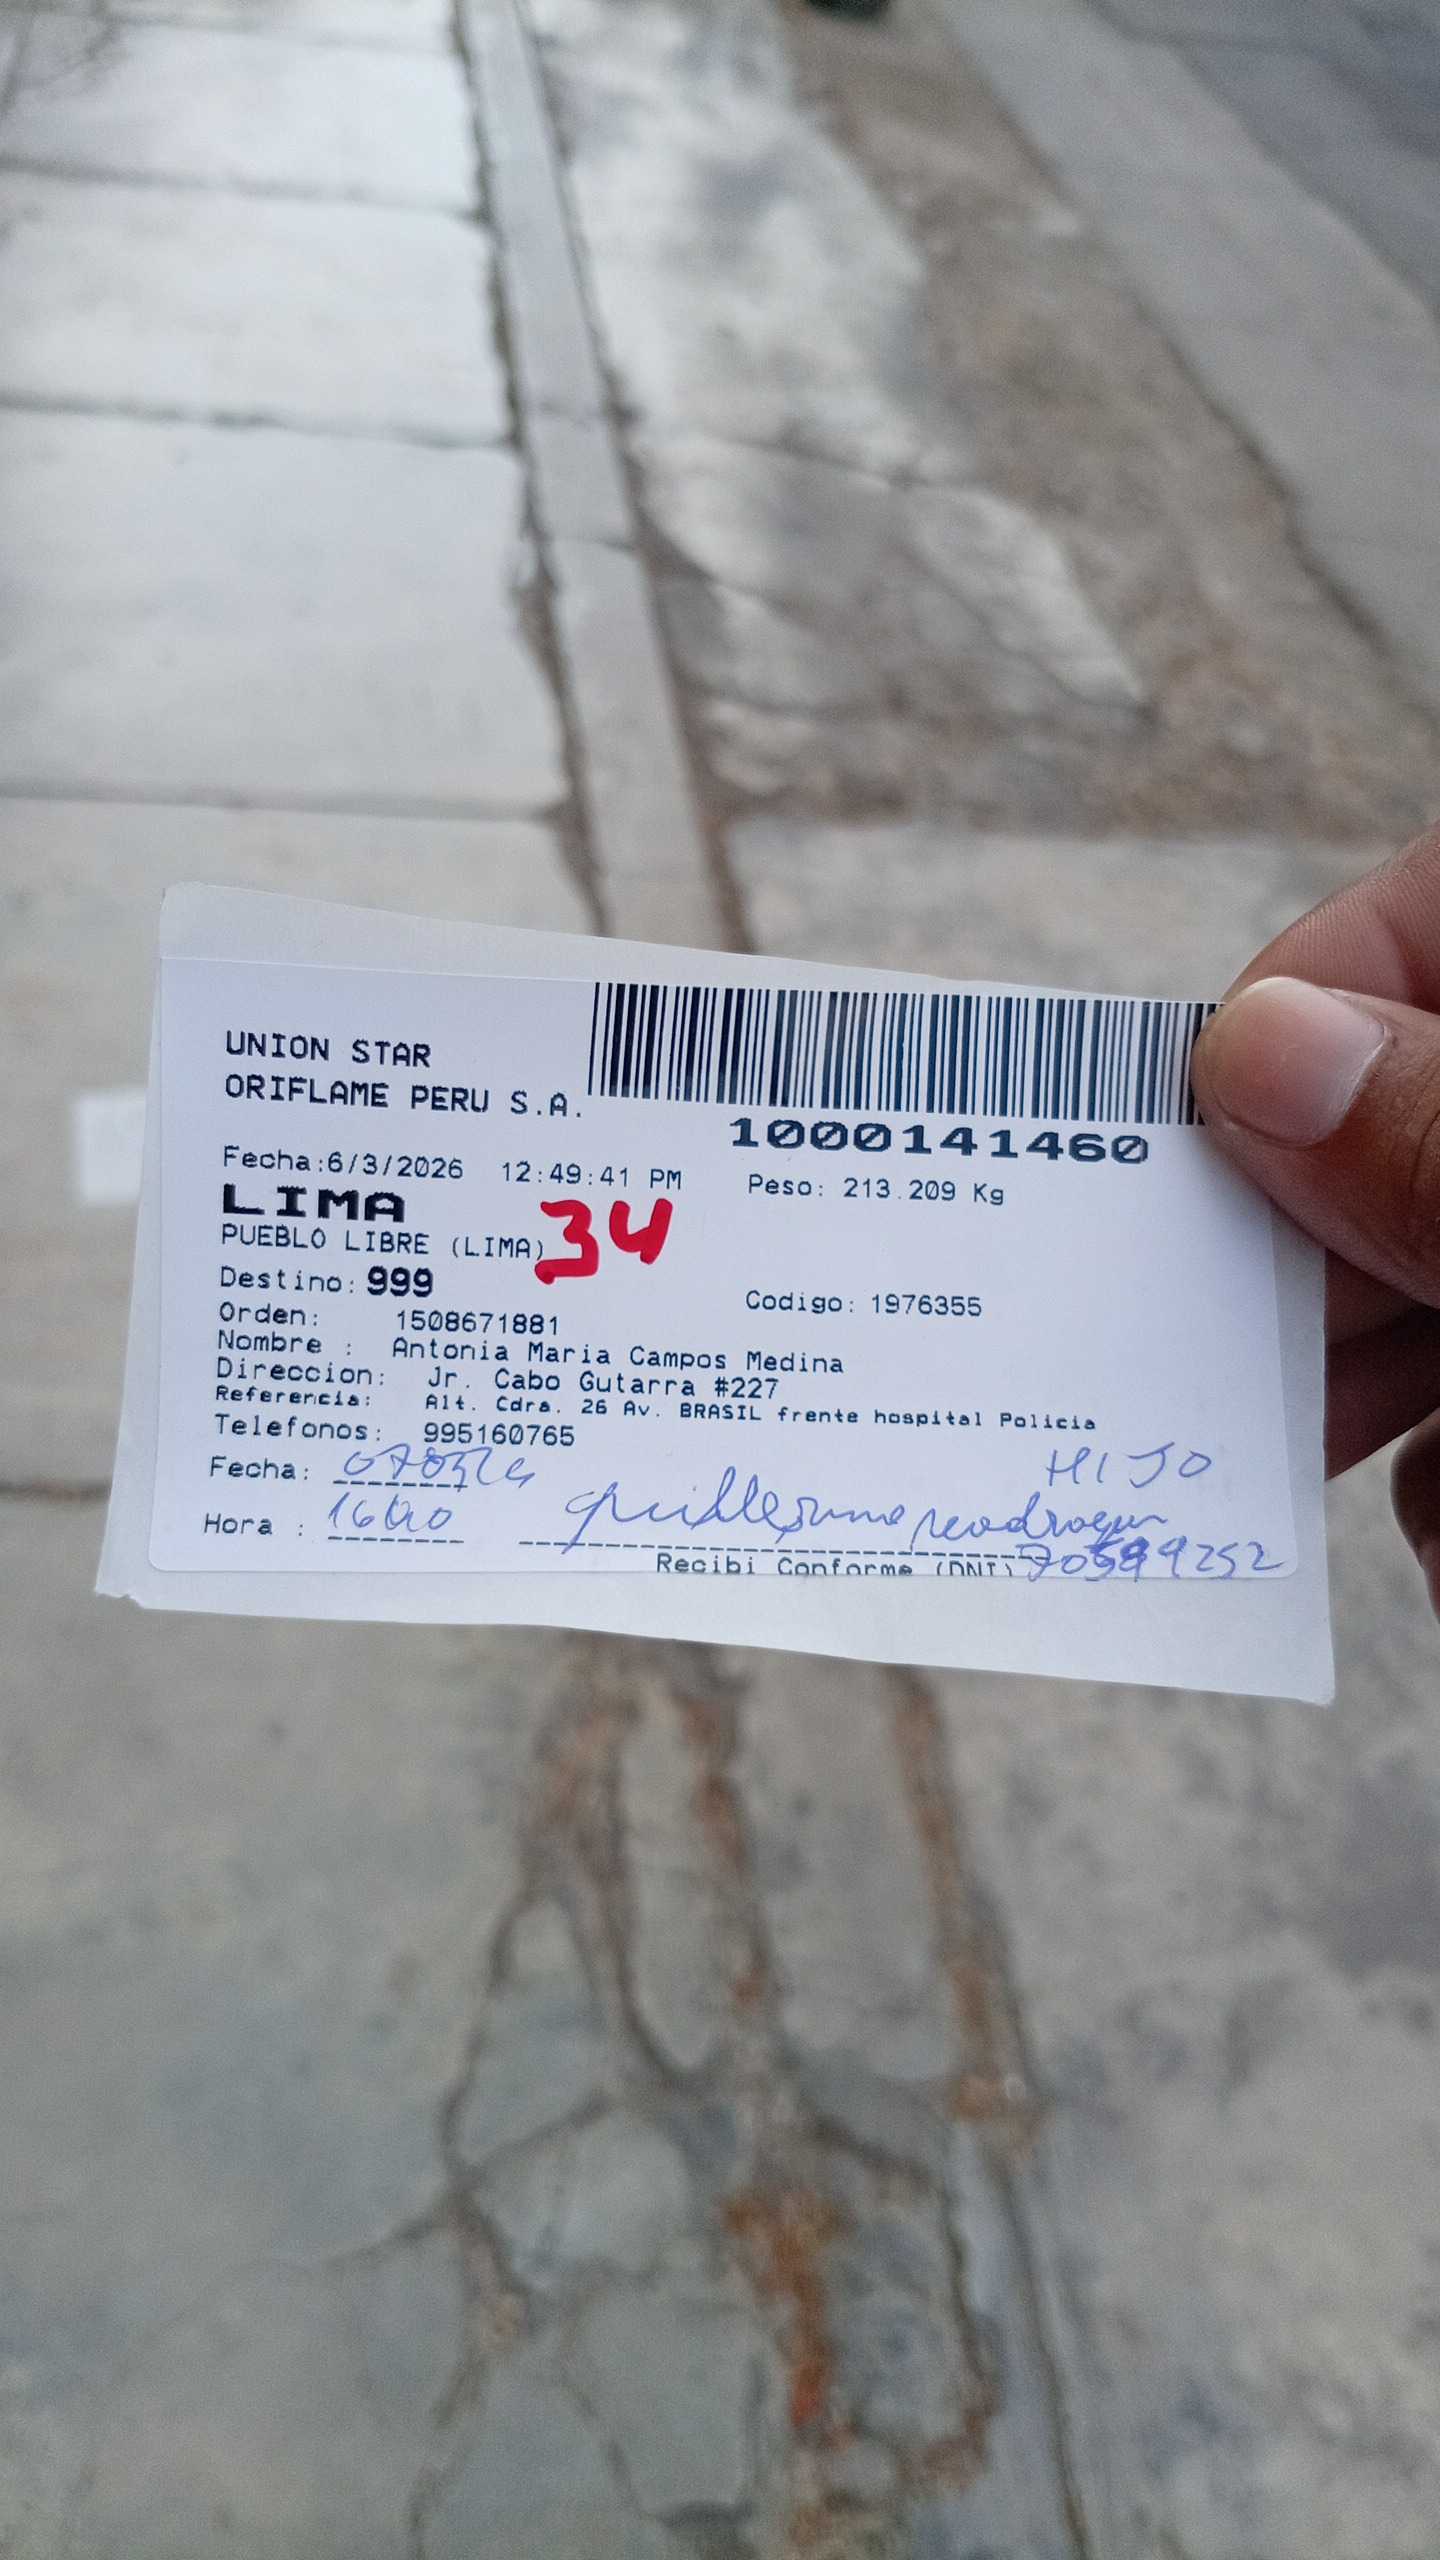 UNION STAR
ORIFLAME PERU S.A.
1000141460
Fecha:6/3/2026 12:49:41 PM Peso: 213.209 Kg
LIMA
34
PUEBLO LIBRE (LIMA)
Destino: 999
Codigo: 1976355
Orden: 1508671881
Nombre : Antonia Maria Campos Medina
Direccion: Jr. Cabo Gutarra #227
Referencia: Alt. Cdra. 26 Av. BRASIL frente hospital Policia
Telefonos: 995160765
HIJO
Fecha:
Hora :
Recibi Conforme (DNI)